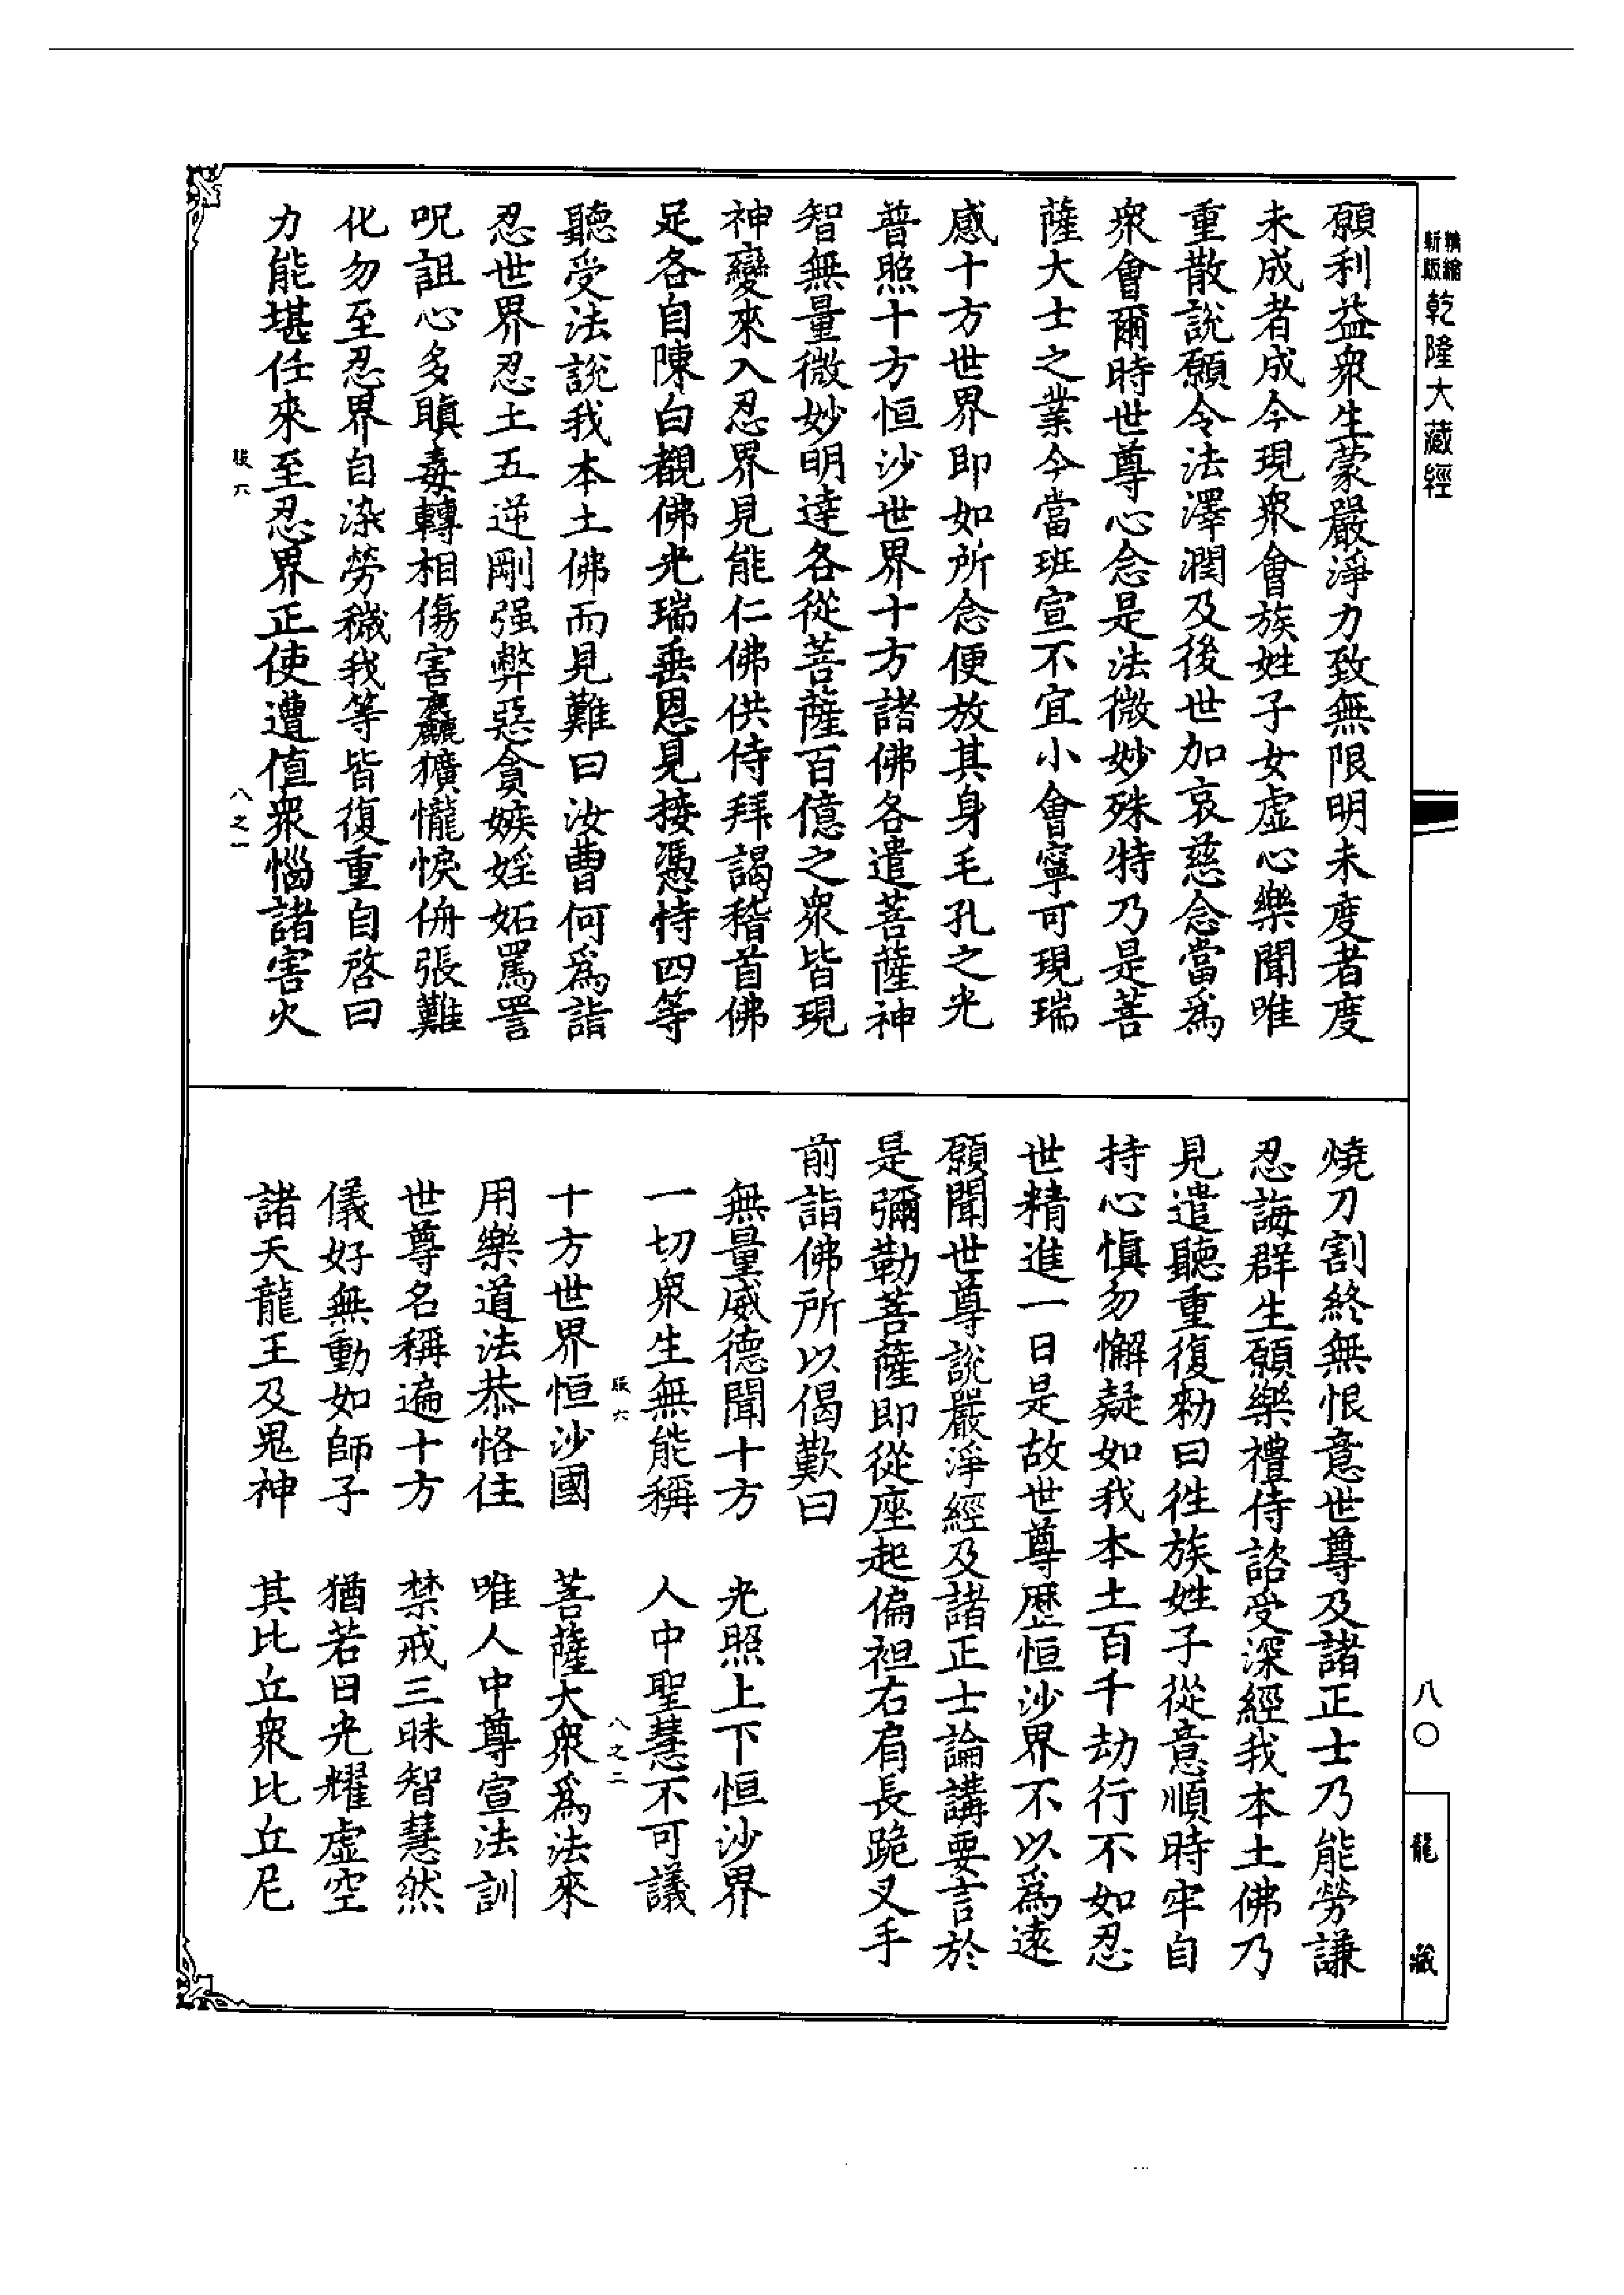 精繪
新版
乾隆大藏經
願利益衆生蒙嚴淨力致無限明未度者度
未成者成今現衆會族姓子女虛心樂聞唯
重散說願令法澤潤及後世加哀慈念當爲
衆會爾時世尊心念是法微妙殊特乃是菩
薩大士之業今當班宣不宜小會寧可現瑞
感十方世界即如所念便放其身毛孔之光
普照十方恒沙世界十方諸佛各遣菩薩神
智無量微妙明達各從菩薩百億之衆皆現
神變來入忍界見能仁佛供侍拜謁稽首佛
足各自陳白覩佛光瑞垂恩見接憑恃四等
聽受法說我本土佛而見難曰汝曹何爲詣
忍世界忍土五逆剛强弊惡貪嫉婬妬罵詈
呪詛心多瞋毒轉相傷害麤獷𢤱悷侜張難
化勿至忍界自染勞穢我等皆復重自啓曰
力能堪任來至忍界正使遭值衆惱諸害火
服六
八之一
燒刀割終無恨意世尊及諸正士乃能勞謙
忍誨群生願樂禮侍諮受深經我本土佛乃
見遣聽重復勑曰徃族姓子從意順時牢自
持心愼勿懈疑如我本土百千劫行不如忍
世精進一日是故世尊歷恒沙界不以爲遠
願聞世尊說嚴淨經及諸正士論講要言於
是彌勒菩薩即從座起偏袒右肩長跪叉手
前詣佛所以偈歎曰
無量威德聞十方　光照上下恒沙界
一切衆生無能稱　人中聖慧不可議
服六
八之二
十方世界恒沙國　菩薩大衆爲法來
用樂道法恭恪住　唯人中尊宣法訓
世尊名稱遍十方　禁戒三昧智慧然
儀好無動如師子　猶若日光耀虛空
諸天龍王及鬼神　其比丘衆比丘尼
八〇
龍藏